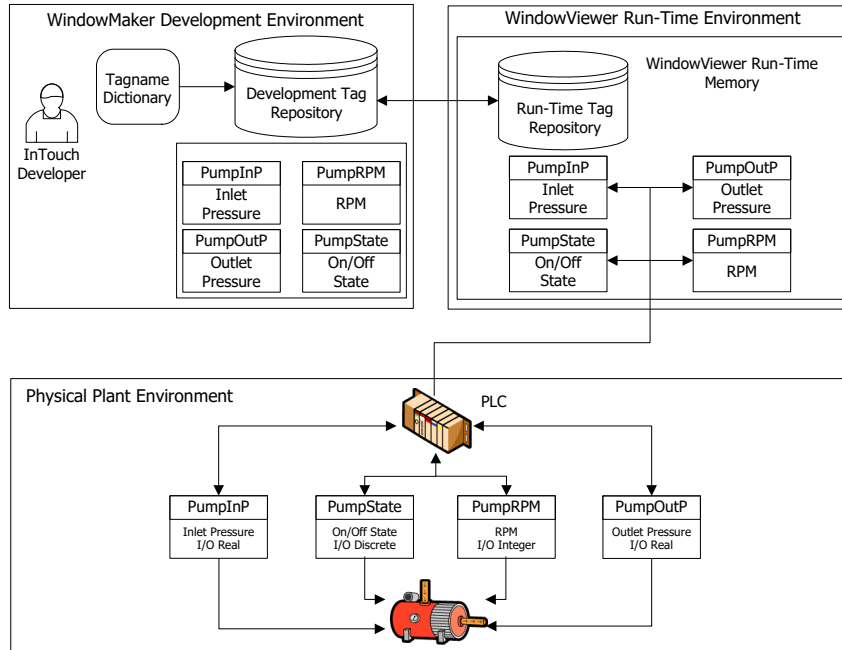 WindowMaker Development Environment
Tagname
Dictionary
Development Tag
Repository
InTouch
Developer
PumpInP
Inlet
Pressure
PumpRPM
RPM
PumpOutP
Outlet
Pressure
PumpState
On/Off
State
WindowViewer Run-Time Environment
WindowViewer Run-Time
Memory
Run-Time Tag
Repository
PumpInP
Inlet
Pressure
PumpOutP
Outlet
Pressure
PumpState
On/Off
State
PumpRPM
RPM
Physical Plant Environment
PLC
PumpInP
Inlet Pressure
I/O Real
PumpState
On/Off State
I/O Discrete
PumpRPM
RPM
I/O Integer
PumpOutP
Outlet Pressure
I/O Real